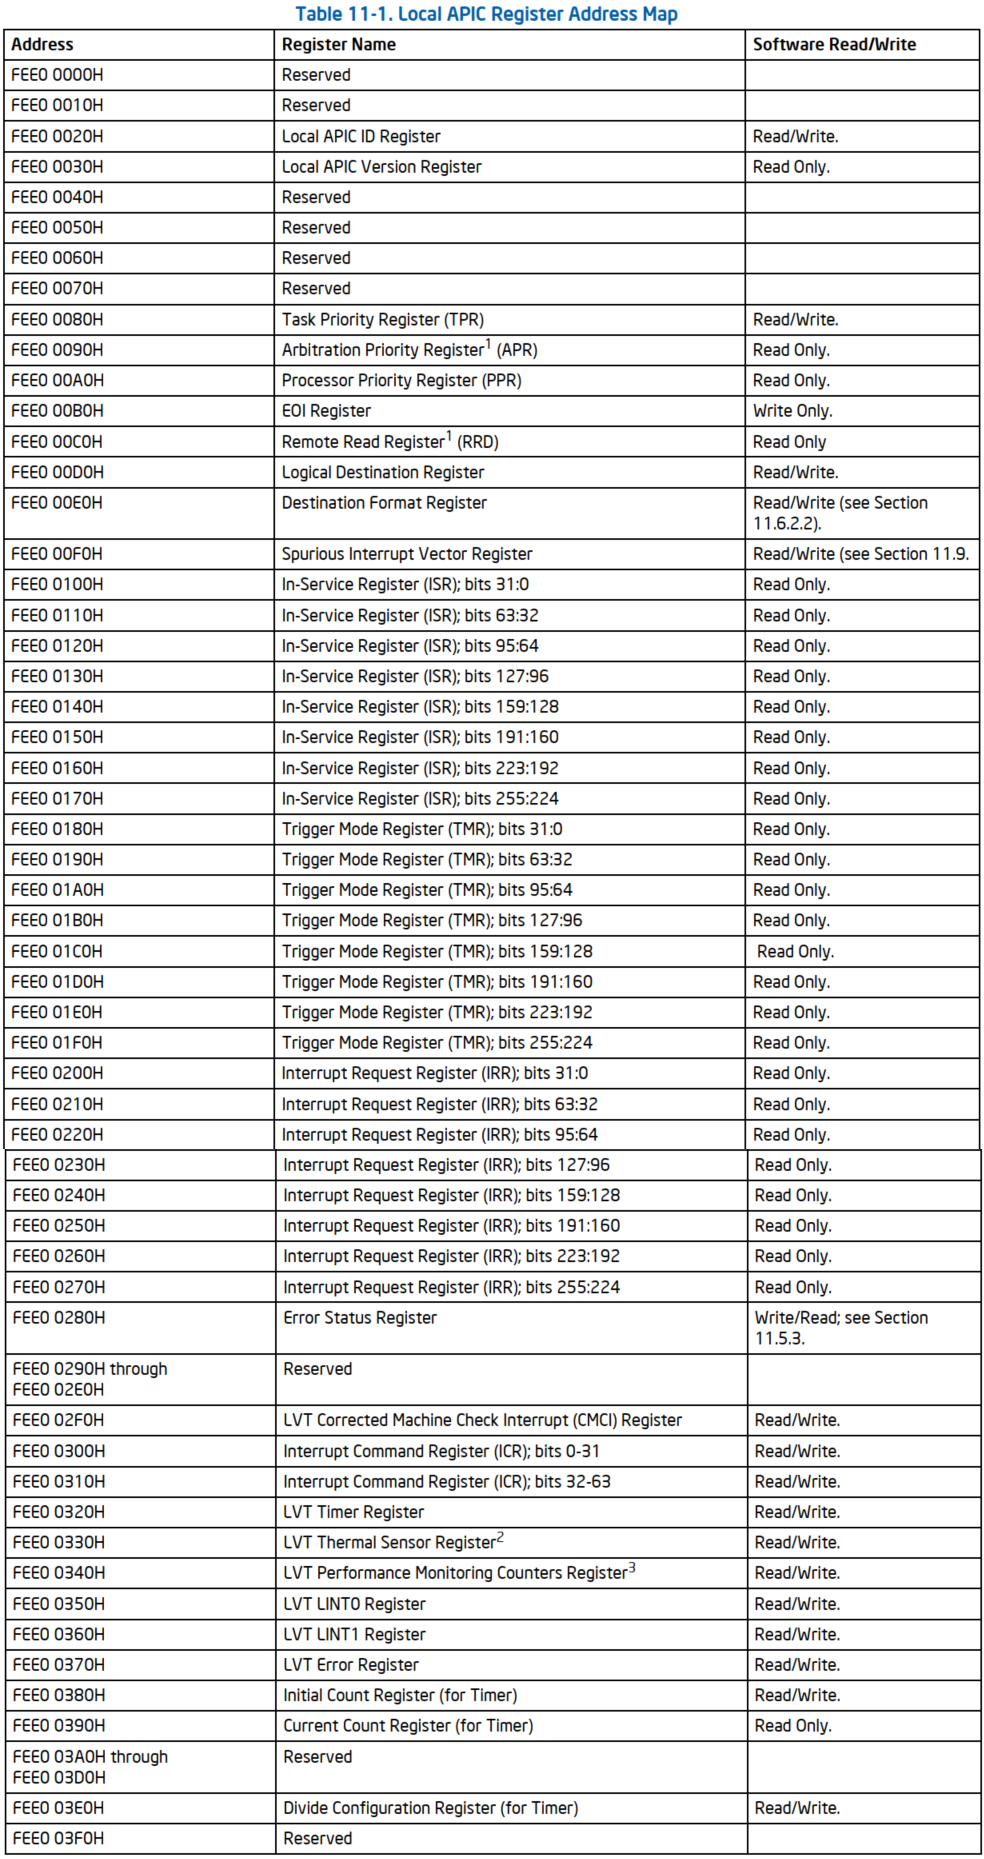 Table 11-1. Local APIC Register Address Map
Address Register Name Software Read/Write
FEE0 0000H Reserved
FEE0 0010H Reserved
FEE0 0020H Local APIC ID Register Read/Write.
FEE0 0030H Local APIC Version Register Read Only.
FEE0 0040H Reserved
FEE0 0050H Reserved
FEE0 0060H Reserved
FEE0 0070H Reserved
FEE0 0080H Task Priority Register (TPR) Read/Write.
FEE0 0090H Arbitration Priority Register1 (APR) Read Only.
FEE0 00A0H Processor Priority Register (PPR) Read Only.
FEE0 00B0H EOI Register Write Only.
FEE0 00C0H Remote Read Register1 (RRD) Read Only
FEE0 00D0H Logical Destination Register Read/Write.
FEE0 00E0H Destination Format Register Read/Write (see Section
11.6.2.2).
FEE0 00F0H Spurious Interrupt Vector Register Read/Write (see Section 11.9.
FEE0 0100H In-Service Register (ISR); bits 31:0 Read Only.
FEE0 0110H In-Service Register (ISR); bits 63:32 Read Only.
FEE0 0120H In-Service Register (ISR); bits 95:64 Read Only.
FEE0 0130H In-Service Register (ISR); bits 127:96 Read Only.
FEE0 0140H In-Service Register (ISR); bits 159:128 Read Only.
FEE0 0150H In-Service Register (ISR); bits 191:160 Read Only.
FEE0 0160H In-Service Register (ISR); bits 223:192 Read Only.
FEE0 0170H In-Service Register (ISR); bits 255:224 Read Only.
FEE0 0180H Trigger Mode Register (TMR); bits 31:0 Read Only.
FEE0 0190H Trigger Mode Register (TMR); bits 63:32 Read Only.
FEE0 01A0H Trigger Mode Register (TMR); bits 95:64 Read Only.
FEE0 01B0H Trigger Mode Register (TMR); bits 127:96 Read Only.
FEE0 01C0H Trigger Mode Register (TMR); bits 159:128 Read Only.
FEE0 01D0H Trigger Mode Register (TMR); bits 191:160 Read Only.
FEE0 01E0H Trigger Mode Register (TMR); bits 223:192 Read Only.
FEE0 01F0H Trigger Mode Register (TMR); bits 255:224 Read Only.
FEE0 0200H Interrupt Request Register (IRR); bits 31:0 Read Only.
FEE0 0210H Interrupt Request Register (IRR); bits 63:32 Read Only.
FEE0 0220H Interrupt Request Register (IRR); bits 95:64 Read Only.
FEE0 0230H Interrupt Request Register (IRR); bits 127:96 Read Only.
FEE0 0240H Interrupt Request Register (IRR); bits 159:128 Read Only.
FEE0 0250H Interrupt Request Register (IRR); bits 191:160 Read Only.
FEE0 0260H Interrupt Request Register (IRR); bits 223:192 Read Only.
FEE0 0270H Interrupt Request Register (IRR); bits 255:224 Read Only.
FEE0 0280H Error Status Register Write/Read; see Section
11.5.3.
FEE0 0290H through Reserved
FEE0 02E0H
FEE0 02F0H LVT Corrected Machine Check Interrupt (CMCI) Register Read/Write.
FEE0 0300H Interrupt Command Register (ICR); bits 0-31 Read/Write.
FEE0 0310H Interrupt Command Register (ICR); bits 32-63 Read/Write.
FEE0 0320H LVT Timer Register Read/Write.
FEE0 0330H LVT Thermal Sensor Register2 Read/Write.
FEE0 0340H LVT Performance Monitoring Counters Register3 Read/Write.
FEE0 0350H LVT LINT0 Register Read/Write.
FEE0 0360H LVT LINT1 Register Read/Write.
FEE0 0370H LVT Error Register Read/Write.
FEE0 0380H Initial Count Register (for Timer) Read/Write.
FEE0 0390H Current Count Register (for Timer) Read Only.
FEE0 03A0H through Reserved
FEE0 03D0H
FEE0 03E0H Divide Configuration Register (for Timer) Read/Write.
FEE0 03F0H Reserved